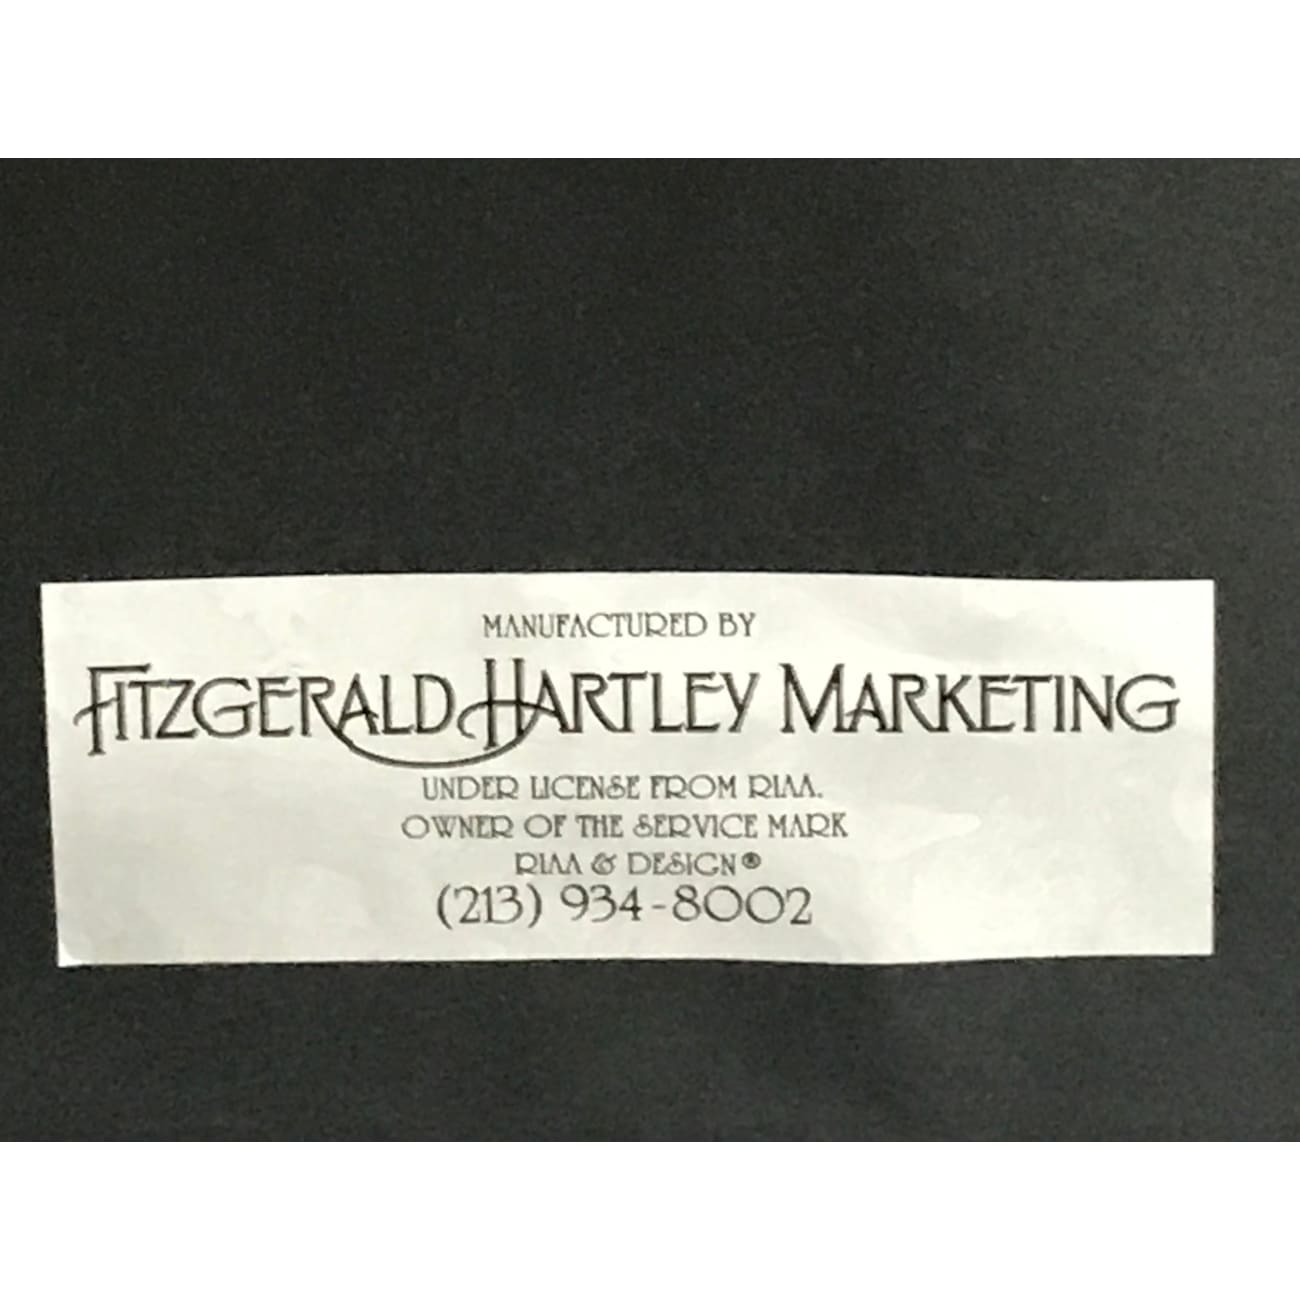 MANUFACTURED BY
FITZGERALD HARTLEY MARKETING
UNDER LICENSE FROM RIAA.
OWNER OF THE SERVICE MARK
RIAA & DESIGN®
(213) 934-8002